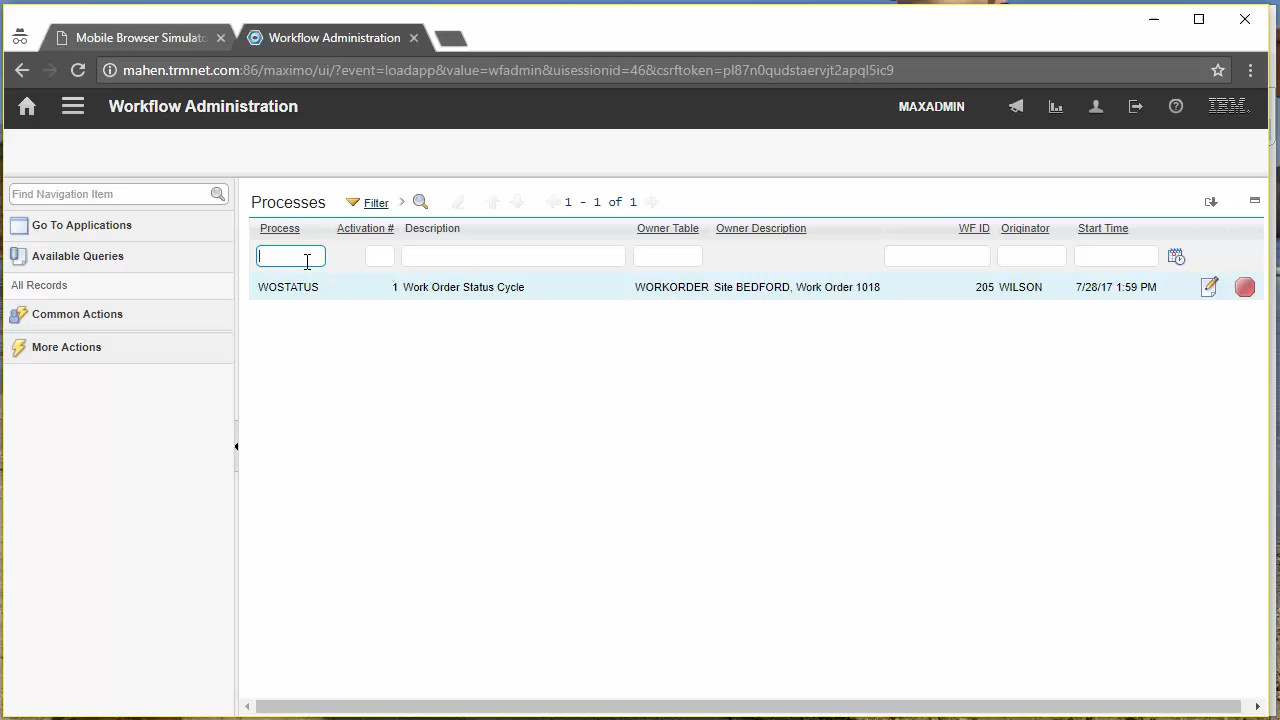 Mobile Browser Simulato
Workflow Administration
mahen.trmnet.com:86/maximo/ui/?event=loadapp&value=wfadmin&uisessionid=46&csrftoken=pl87n0qudstaervjt2apql5ic9
Workflow Administration
MAXADMIN
IBM
Find Navigation Item
Go To Applications
Available Queries
All Records
Common Actions
More Actions
Processes
Filter
1 - 1 of 1
Process Activation # Description Owner Table Owner Description WF ID Originator Start Time
WOSTATUS 1 Work Order Status Cycle WORKORDER Site BEDFORD, Work Order 1018 205 WILSON 7/28/17 1:59 PM